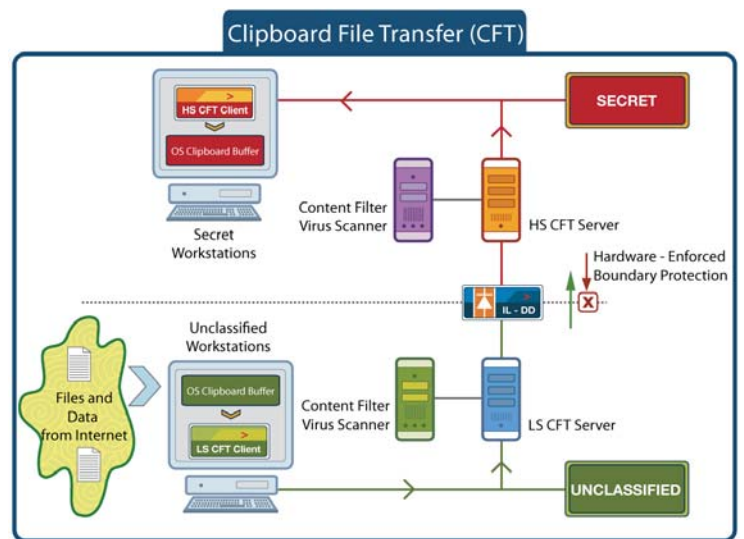 Clipboard File Transfer (CFT)
HS CFT Client
OS Clipboard Buffer
Secret
Workstations
SECRET
Content Filter
Virus Scanner
HS CFT Server
Hardware - Enforced
Boundary Protection
IL - DD
X
Unclassified
Workstations
OS Clipboard Buffer
LS CFT Client
Files and
Data
from Internet
Content Filter
Virus Scanner
LS CFT Server
UNCLASSIFIED